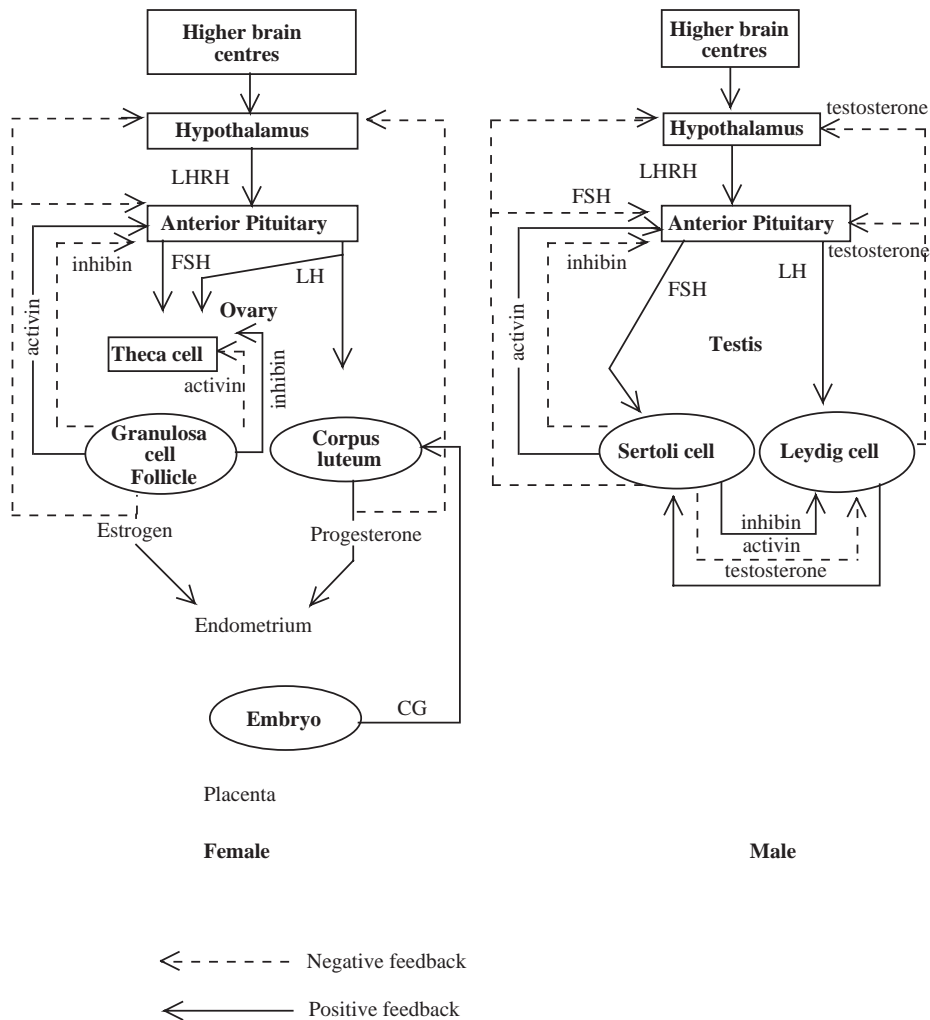 Higher brain
centres
Hypothalamus
LHRH
Anterior Pituitary
inhibin
FSH
LH
activin
Ovary
Theca cell
activin
inhibin
Granulosa
cell
Follicle
Corpus
luteum
Estrogen
Progesterone
Endometrium
Embryo
CG
Placenta
Female
Higher brain
centres
testosterone
Hypothalamus
LHRH
FSH
Anterior Pituitary
inhibin
testosterone
FSH
LH
activin
Testis
Sertoli cell
Leydig cell
inhibin
activin
testosterone
Male
Negative feedback
Positive feedback